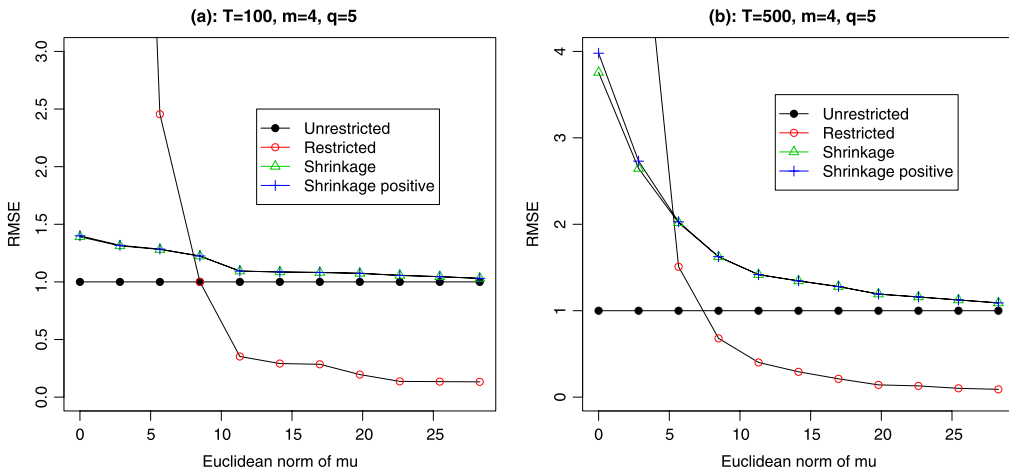 (a): T=100, m=4, q=5
RMSE
3.0
2.5
2.0
1.5
1.0
0.5
0.0
Unrestricted
Restricted
Shrinkage
Shrinkage positive
0 5 10 15 20 25
Euclidean norm of mu
(b): T=500, m=4, q=5
RMSE
4
3
2
1
0
Unrestricted
Restricted
Shrinkage
Shrinkage positive
0 5 10 15 20 25
Euclidean norm of mu